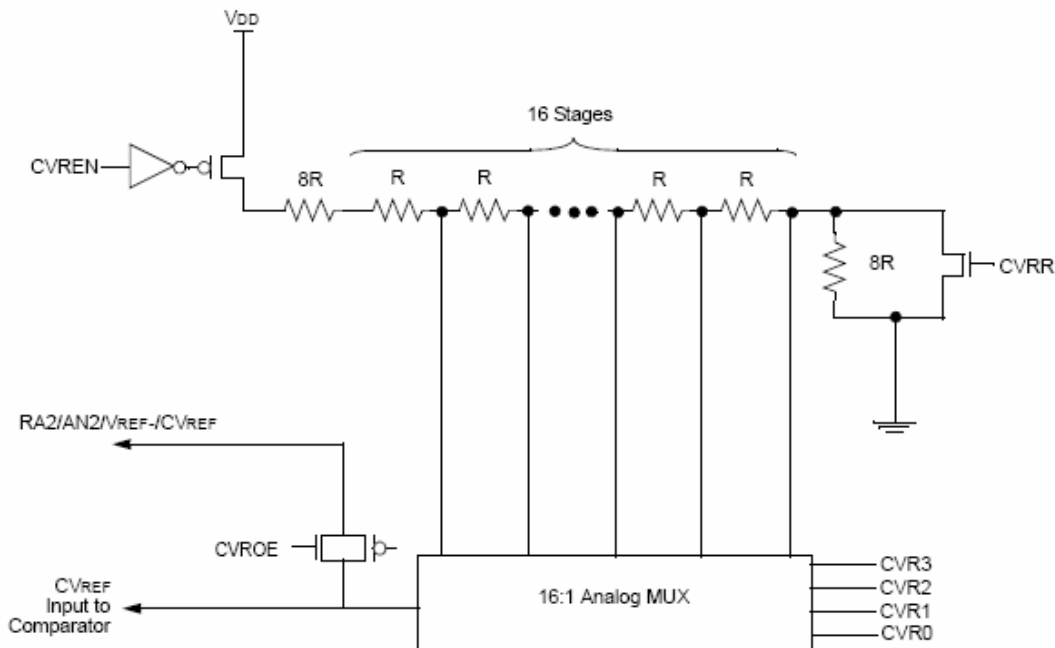 VDD
16 Stages
CVREN
8R
R
R
R
R
8R
CVRR
RA2/AN2/VREF-/CVREF
CVROE
CVREF
Input to
Comparator
16:1 Analog MUX
CVR3
CVR2
CVR1
CVR0